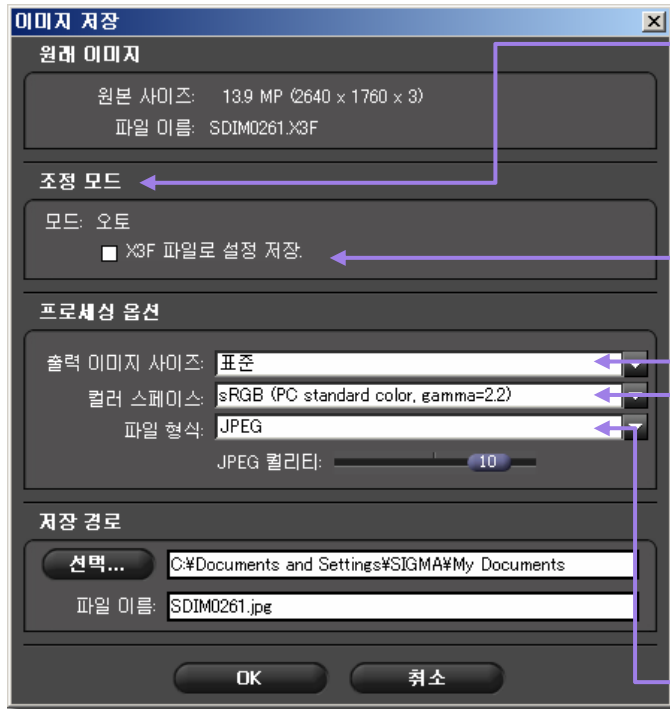 이미지 저장
원래 이미지
원본 사이즈: 13.9 MP (2640 x 1760 x 3)
파일 이름: SDIM0261.X3F
조정 모드
모드: 오토
X3F 파일로 설정 저장.
프로세싱 옵션
출력 이미지 사이즈: 표준
컬러 스페이스: sRGB (PC standard color, gamma=2.2)
파일 형식: JPEG
JPEG 퀄리티: 10
저장 경로
선택... C:¥Documents and Settings¥SIGMA¥My Documents
파일 이름: SDIM0261.jpg
OK 취소